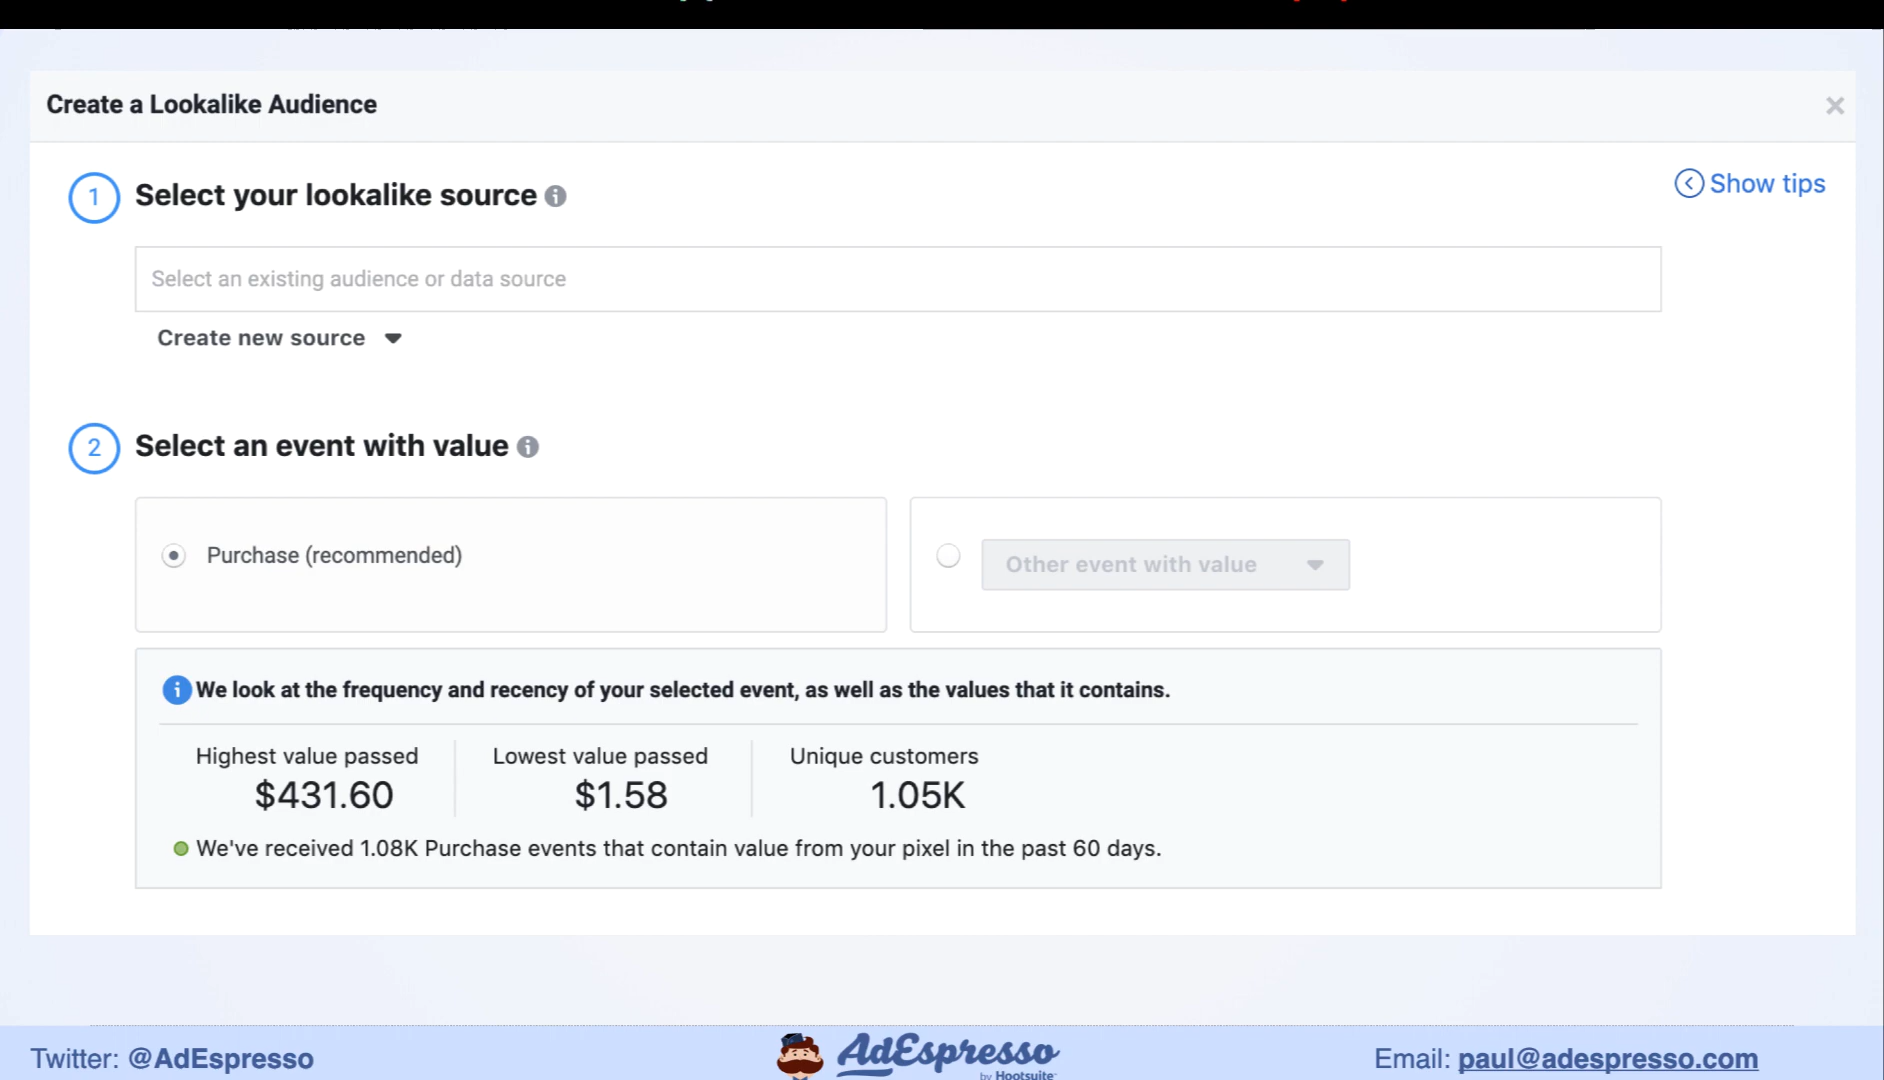 Create a Lookalike Audience
1 Select your lookalike source
Show tips
Select an existing audience or data source
Create new source
2 Select an event with value
Purchase (recommended)
Other event with value
We look at the frequency and recency of your selected event, as well as the values that it contains.
Highest value passed
$431.60
Lowest value passed
$1.58
Unique customers
1.05K
We've received 1.08K Purchase events that contain value from your pixel in the past 60 days.
Twitter: @AdEspresso
AdEspresso
by Hootsuite
Email: paul@adespresso.com